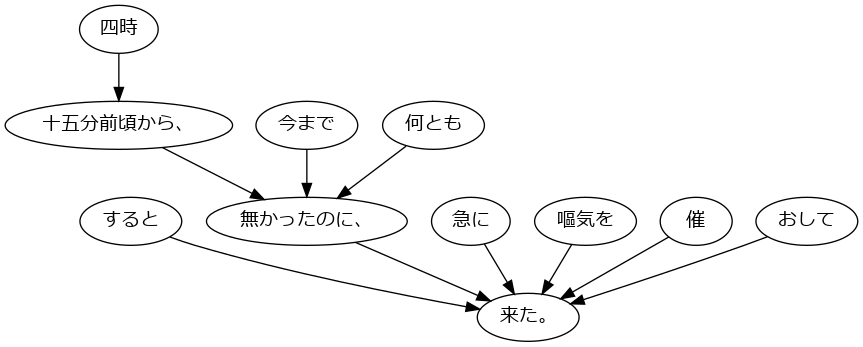 四時
十五分前頃から、
今まで
何とも
すると
無かったのに、
急に
嘔気を
催
おして
来た。